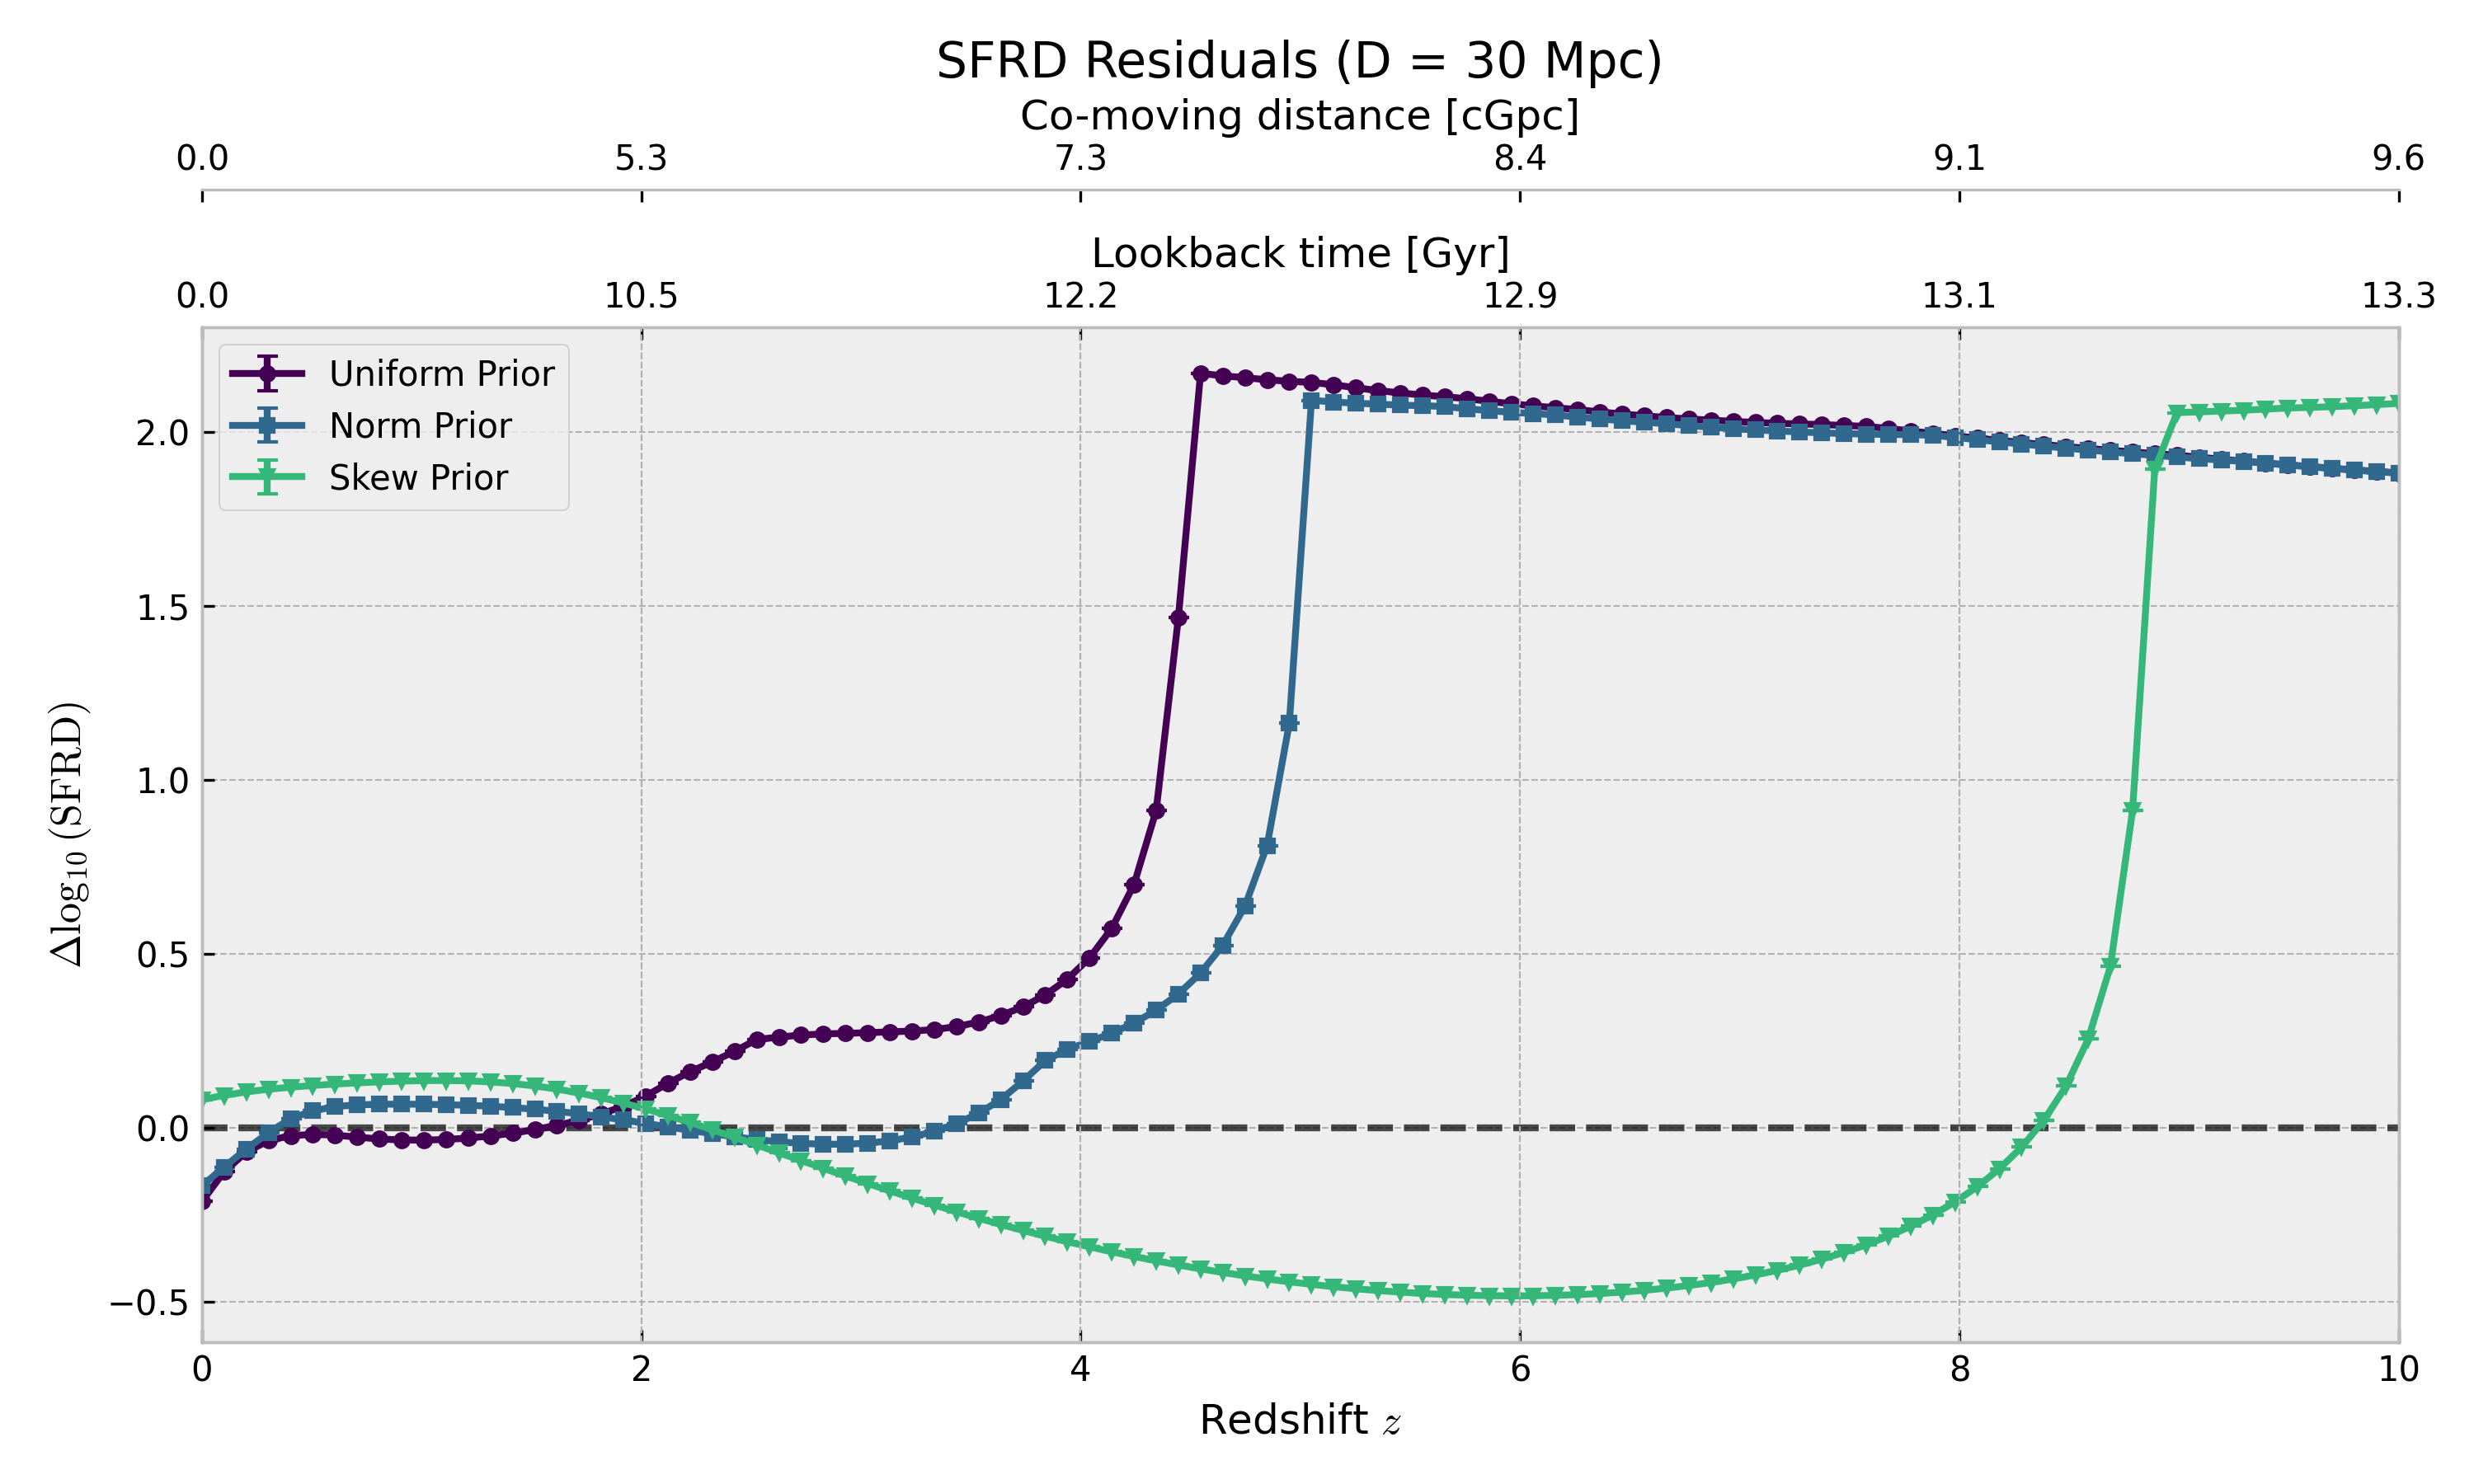 SFRD Residuals (D = 30 Mpc)
Co-moving distance [cGpc]
0.0 5.3 7.3 8.4 9.1 9.6
Lookback time [Gyr]
0.0 10.5 12.2 12.9 13.1 13.3
Uniform Prior
Norm Prior
Skew Prior
2.0
1.5
1.0
0.5
0.0
−0.5
Δlog₁₀(SFRD)
0 2 4 6 8 10
Redshift z